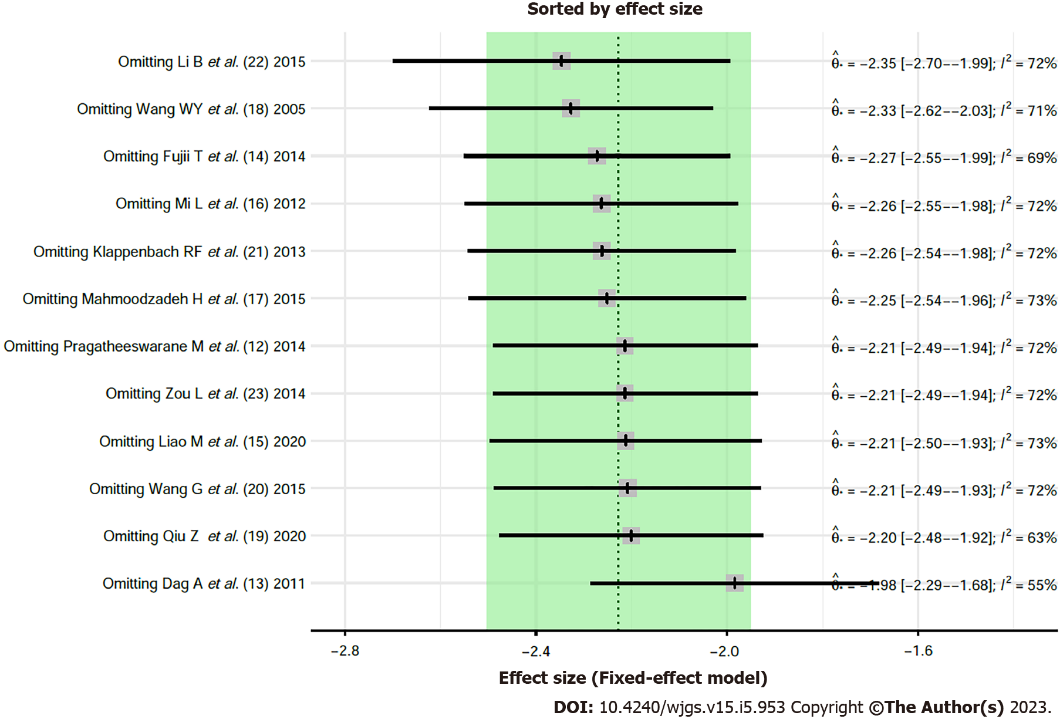 Sorted by effect size
Omitting Li B et al. (22) 2015 θ̂* = −2.35 [−2.70−−1.99]; I² = 72%
Omitting Wang WY et al. (18) 2005 θ̂* = −2.33 [−2.62−−2.03]; I² = 71%
Omitting Fujii T et al. (14) 2014 θ̂* = −2.27 [−2.55−−1.99]; I² = 69%
Omitting Mi L et al. (16) 2012 θ̂* = −2.26 [−2.55−−1.98]; I² = 72%
Omitting Klappenbach RF et al. (21) 2013 θ̂* = −2.26 [−2.54−−1.98]; I² = 72%
Omitting Mahmoodzadeh H et al. (17) 2015 θ̂* = −2.25 [−2.54−−1.96]; I² = 73%
Omitting Pragatheeswarane M et al. (12) 2014 θ̂* = −2.21 [−2.49−−1.94]; I² = 72%
Omitting Zou L et al. (23) 2014 θ̂* = −2.21 [−2.49−−1.94]; I² = 72%
Omitting Liao M et al. (15) 2020 θ̂* = −2.21 [−2.50−−1.93]; I² = 73%
Omitting Wang G et al. (20) 2015 θ̂* = −2.21 [−2.49−−1.93]; I² = 72%
Omitting Qiu Z et al. (19) 2020 θ̂* = −2.20 [−2.48−−1.92]; I² = 63%
Omitting Dag A et al. (13) 2011 θ̂* = −1.98 [−2.29−−1.68]; I² = 55%
−2.8 −2.4 −2.0 −1.6
Effect size (Fixed-effect model)
DOI: 10.4240/wjgs.v15.i5.953 Copyright ©The Author(s) 2023.